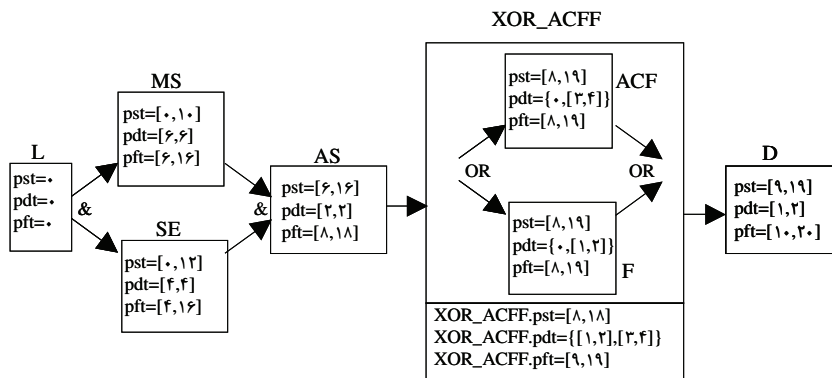 XOR_ACFF
MS
pst=[۰,۱۰]
pdt=[۶,۶]
pft=[۶,۱۶]
L
pst=۰
pdt=۰
pft=۰
&
SE
pst=[۰,۱۲]
pdt=[۴,۴]
pft=[۴,۱۶]
AS
&
pst=[۶,۱۶]
pdt=[۲,۲]
pft=[۸,۱۸]
ACF
pst=[۸,۱۹]
pdt={۰,[۳,۴]}
pft=[۸,۱۹]
OR
OR
pst=[۸,۱۹]
pdt={۰,[۱,۲]}
pft=[۸,۱۹]
F
XOR_ACFF.pst=[۸,۱۸]
XOR_ACFF.pdt={[۱,۲],[۳,۴]}
XOR_ACFF.pft=[۹,۱۹]
D
pst=[۹,۱۹]
pdt=[۱,۲]
pft=[۱۰,۲۰]